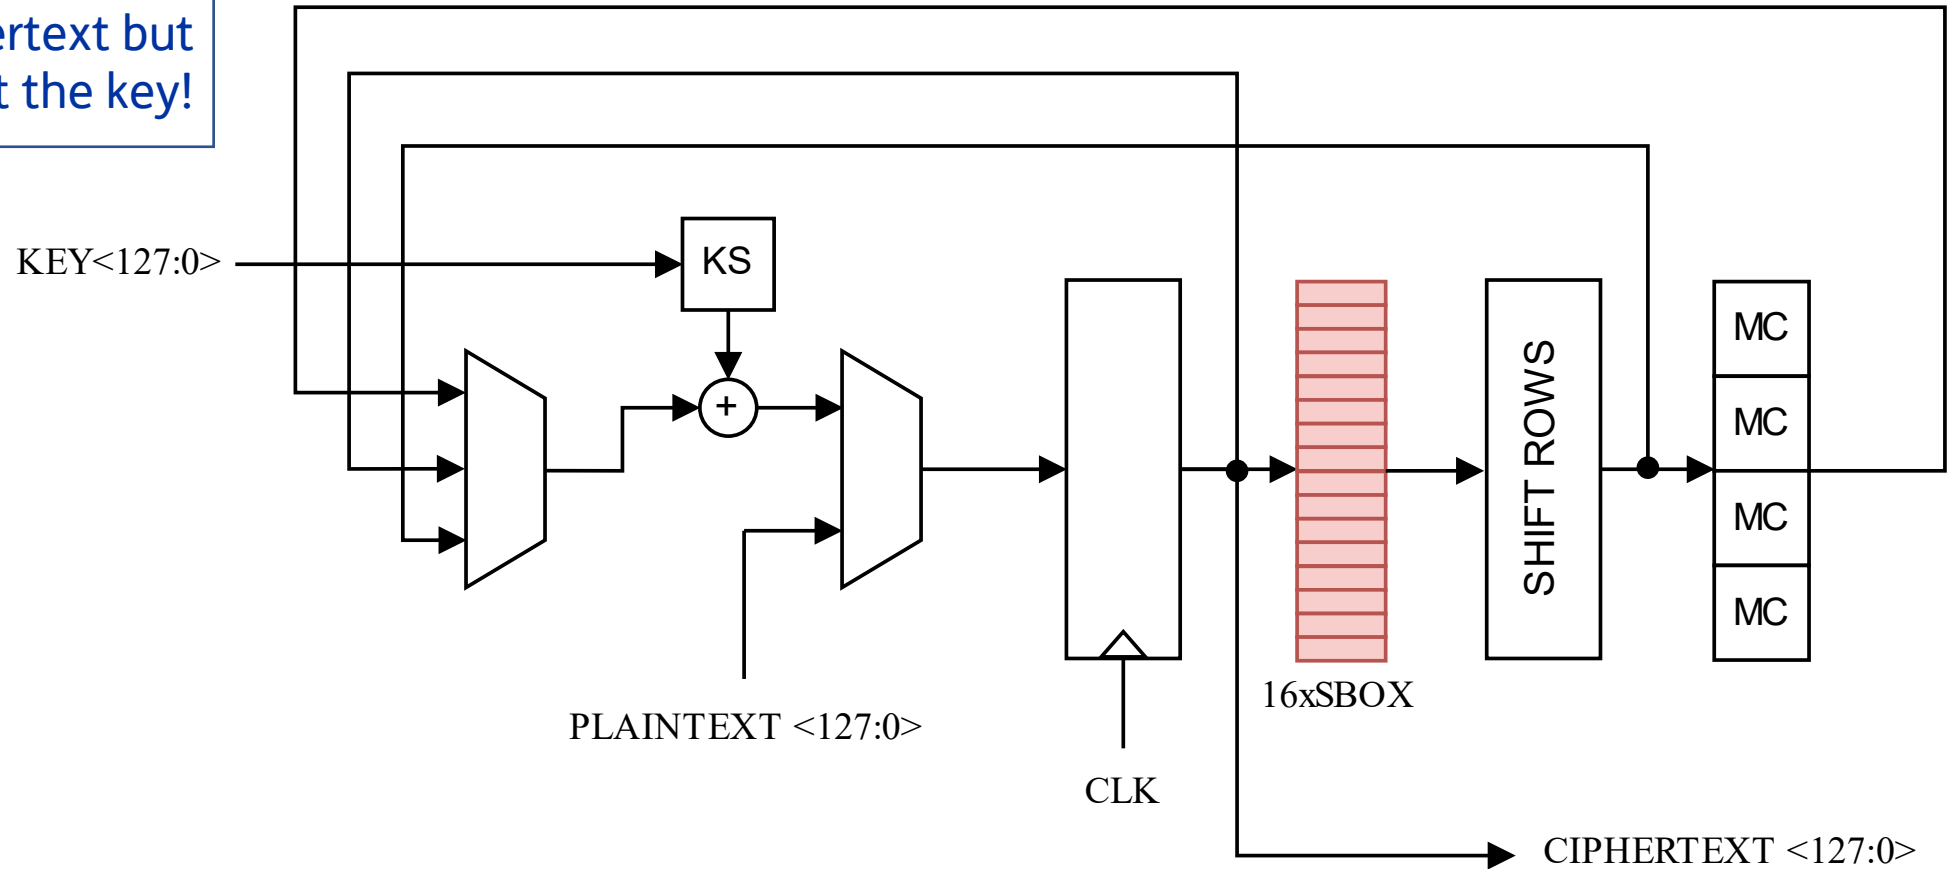 but
the key!
KEY<127:0>
KS
+
PLAINTEXT <127:0>
CLK
16xSBOX
SHIFT ROWS
MC
MC
MC
MC
CIPHERTEXT <127:0>